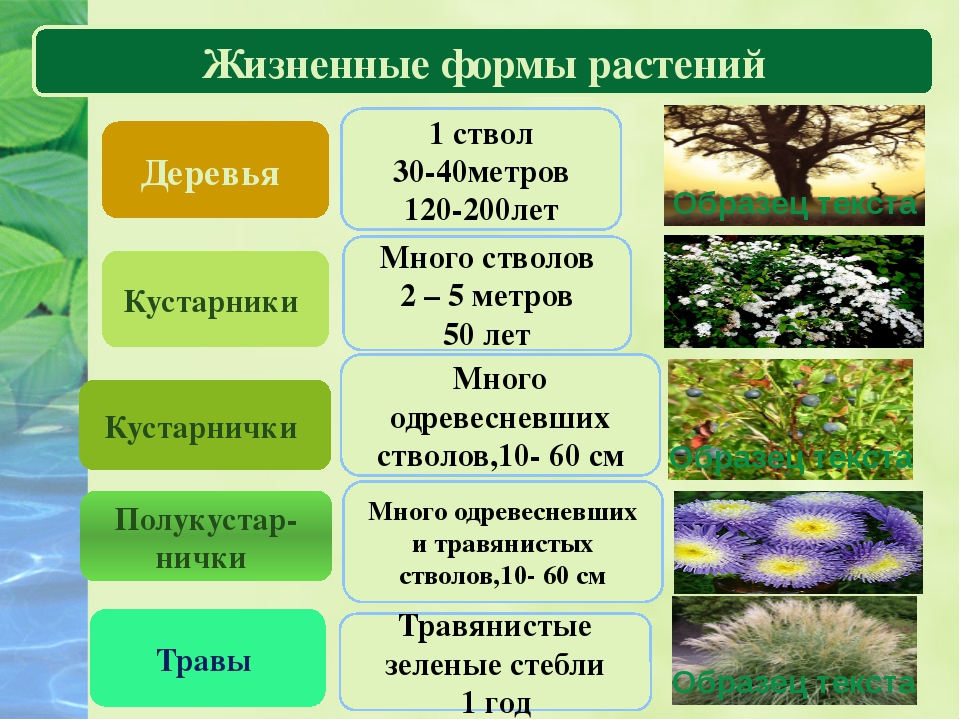 Жизненные формы растений
Деревья
1 ствол
30-40метров
120-200лет
Образец текста
Кустарники
Много стволов
2 – 5 метров
50 лет
Кустарнички
Много
одревесневших
стволов,10- 60 см
Образец текста
Полукустар-
нички
Много одревесневших
и травянистых
стволов,10- 60 см
Травы
Травянистые
зеленые стебли
1 год
Образец текста